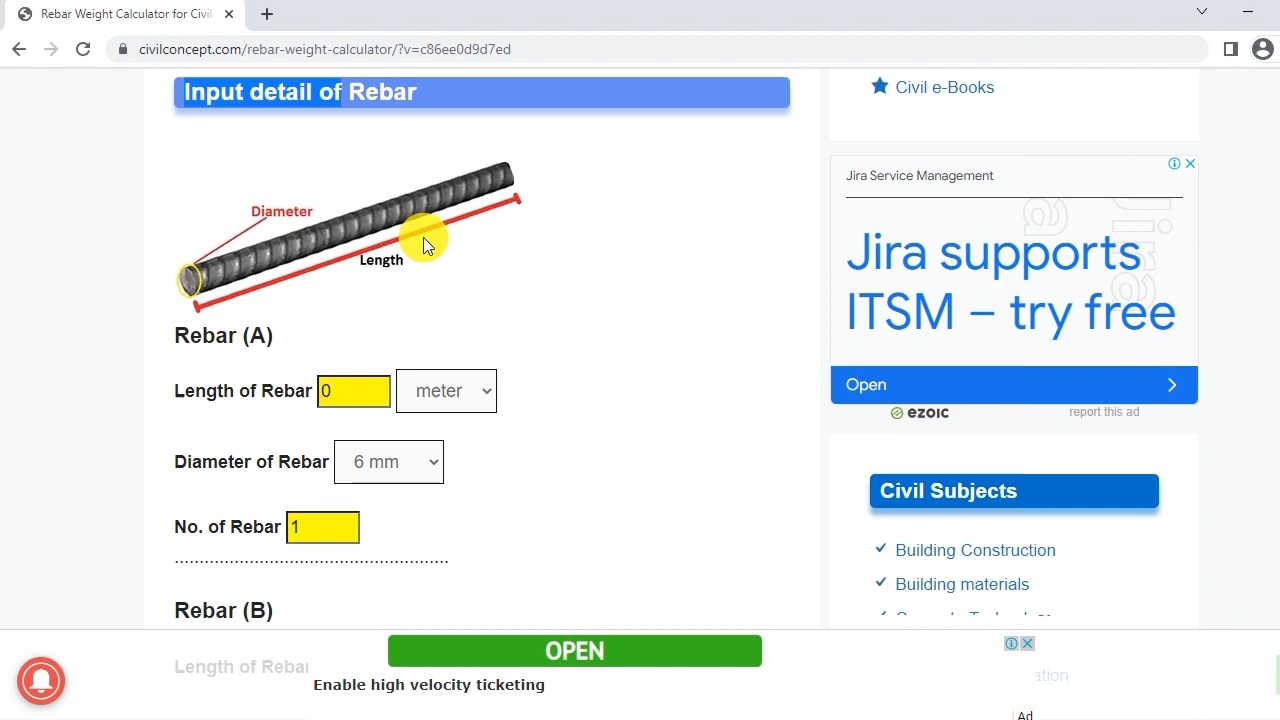 Rebar Weight Calculator for Civil
civilconcept.com/rebar-weight-calculator/?v=c86ee0d9d7ed
Input detail of Rebar
Diameter
Length
Rebar (A)
Length of Rebar 0 meter
Diameter of Rebar 6 mm
No. of Rebar 1
Rebar (B)
Length of Rebar
Civil e-Books
Jira Service Management
Jira supports
ITSM – try free
Open
ezoic report this ad
Civil Subjects
Building Construction
Building materials
OPEN
Enable high velocity ticketing
Ad